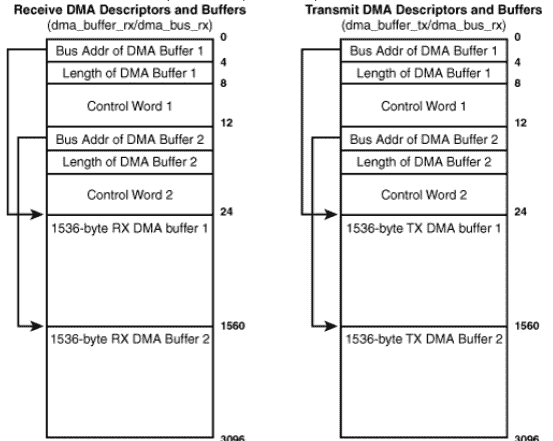 Receive DMA Descriptors and Buffers
(dma_buffer_rx/dma_bus_rx)
0
Bus Addr of DMA Buffer 1
4
Length of DMA Buffer 1
8
Control Word 1
12
Bus Addr of DMA Buffer 2
Length of DMA Buffer 2
Control Word 2
24
1536-byte RX DMA buffer 1
1560
1536-byte RX DMA Buffer 2
3096
Transmit DMA Descriptors and Buffers
(dma_buffer_tx/dma_bus_rx)
0
Bus Addr of DMA Buffer 1
4
Length of DMA Buffer 1
8
Control Word 1
12
Bus Addr of DMA Buffer 2
Length of DMA Buffer 2
Control Word 2
24
1536-byte TX DMA buffer 1
1560
1536-byte TX DMA Buffer 2
3096